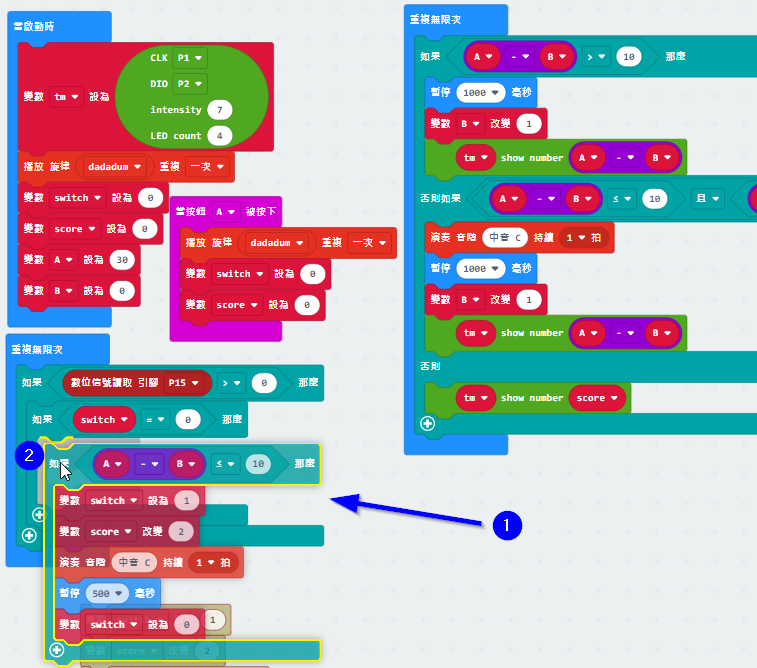 當啟動時
變數 tm 設為
CLK P1
DIO P2
intensity 7
LED count 4
播放 旋律 dadadum 重複 一次
變數 switch 設為 0
變數 score 設為 0
變數 A 設為 30
變數 B 設為 0
當按鈕 A 被按下
播放 旋律 dadadum 重複 一次
變數 switch 設為 0
變數 score 設為 0
重複無限次
如果 數位信號讀取 引腳 P15 > 0 那麼
如果 switch = 0 那麼
2
如果 A - B ≤ 10 那麼
變數 switch 設為 1
變數 score 改變 2
演奏 音階 中音 C 持續 1 拍
暫停 500 毫秒
變數 switch 設為 0
1
變數 score 改變 2
重複無限次
如果 A - B > 10 那麼
暫停 1000 毫秒
變數 B 改變 1
tm show number A - B
否則如果 A - B ≤ 10 且
演奏 音階 中音 C 持續 1 拍
暫停 1000 毫秒
變數 B 改變 1
tm show number A - B
否則
tm show number score
1